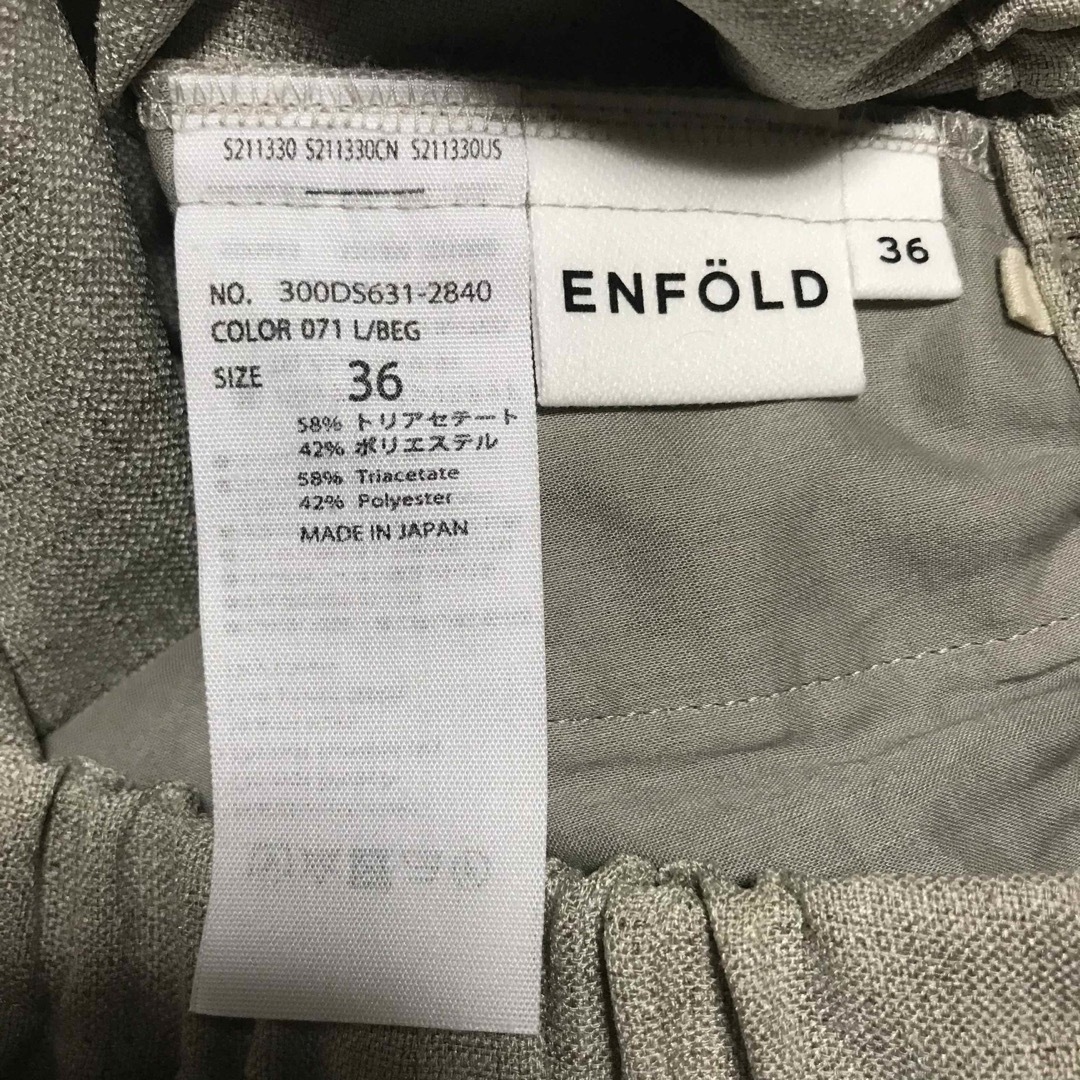 S211330 S211330CN S211330US
NO. 300DS631-2840
COLOR 071 L/BEG
SIZE 36
58% トリアセテート
42% ポリエステル
58% Triacetate
42% Polyester
MADE IN JAPAN
ENFÖLD
36